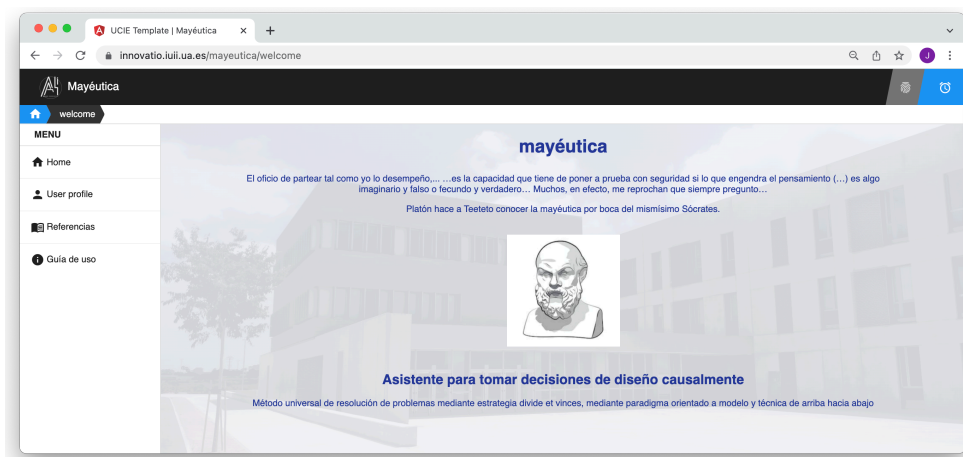 UCIE Template | Mayéutica
innovatio.iuii.ua.es/mayeutica/welcome
J
Mayéutica
welcome
MENU
Home
User profile
Referencias
Guía de uso
mayéutica
El oficio de partear tal como yo lo desempeño,... …es la capacidad que tiene de poner a prueba con seguridad si lo que engendra el pensamiento (…) es algo
imaginario y falso o fecundo y verdadero… Muchos, en efecto, me reprochan que siempre pregunto…
Platón hace a Teeteto conocer la mayéutica por boca del mismísimo Sócrates.
Asistente para tomar decisiones de diseño causalmente
Método universal de resolución de problemas mediante estrategia divide et vinces, mediante paradigma orientado a modelo y técnica de arriba hacia abajo